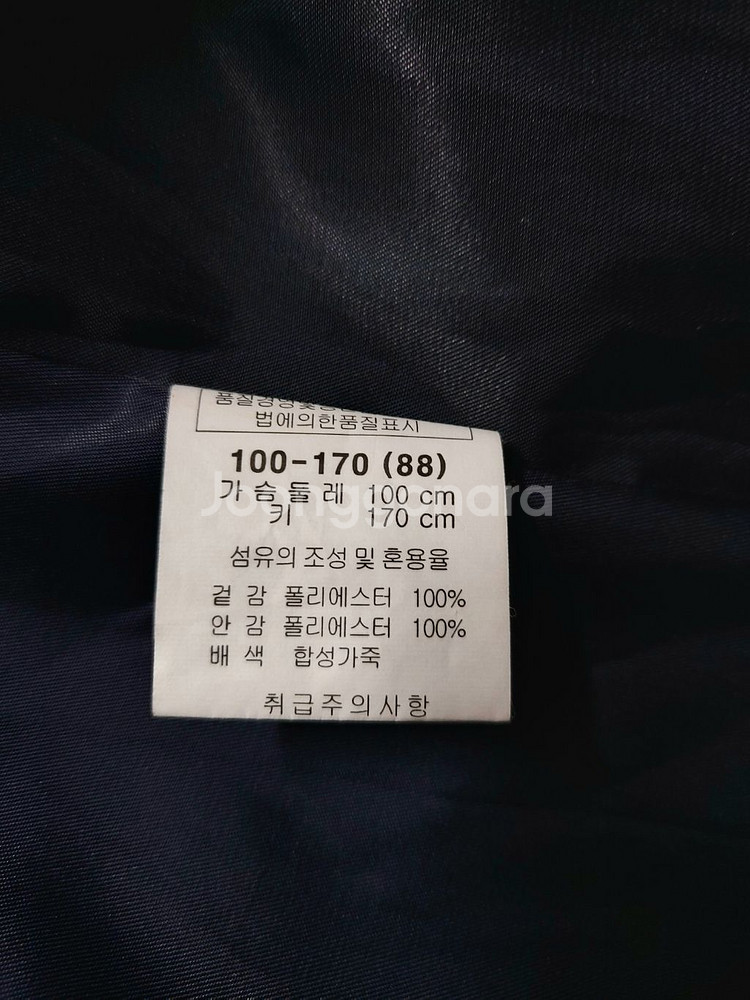 법에의한품질표시
100-170 (88)
가슴둘레 100 cm
키 170 cm
섬유의 조성 및 혼용율
겉 감 폴리에스터 100%
안 감 폴리에스터 100%
배 색 합성가죽
취급주의사항
Joonggonara